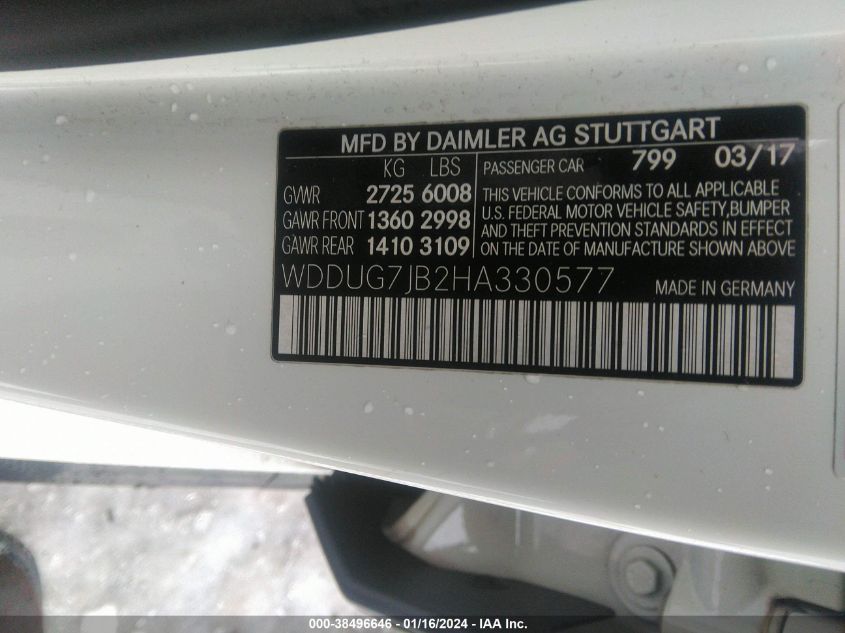 MFD BY DAIMLER AG STUTTGART
KG LBS PASSENGER CAR 799 03/17
GVWR 2725 6008
GAWR FRONT 1360 2998
GAWR REAR 1410 3109
THIS VEHICLE CONFORMS TO ALL APPLICABLE
U.S. FEDERAL MOTOR VEHICLE SAFETY,BUMPER
AND THEFT PREVENTION STANDARDS IN EFFECT
ON THE DATE OF MANUFACTURE SHOWN ABOVE
WDDUG7JB2HA330577 MADE IN GERMANY
000-38496646 - 01/16/2024 - IAA Inc.